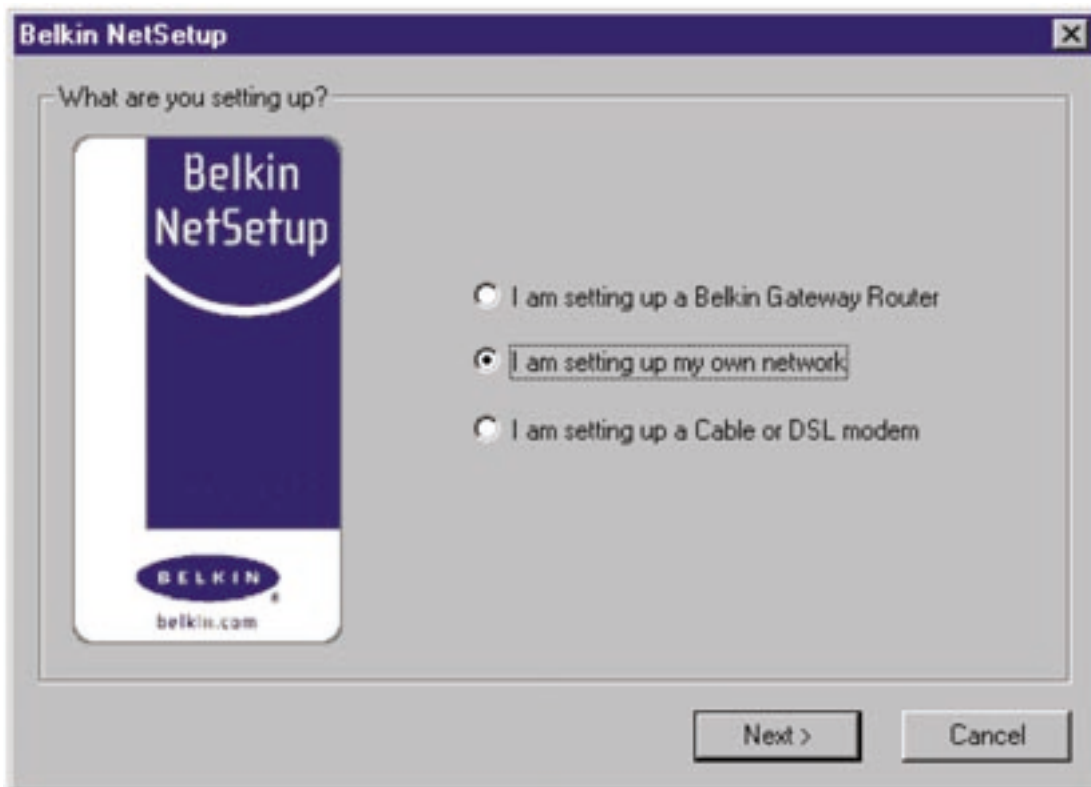 Belkin NetSetup
What are you setting up?
Belkin
NetSetup
I am setting up a Belkin Gateway Router
I am setting up my own network
I am setting up a Cable or DSL modem
BELKIN
®
belkin.com
Next >
Cancel